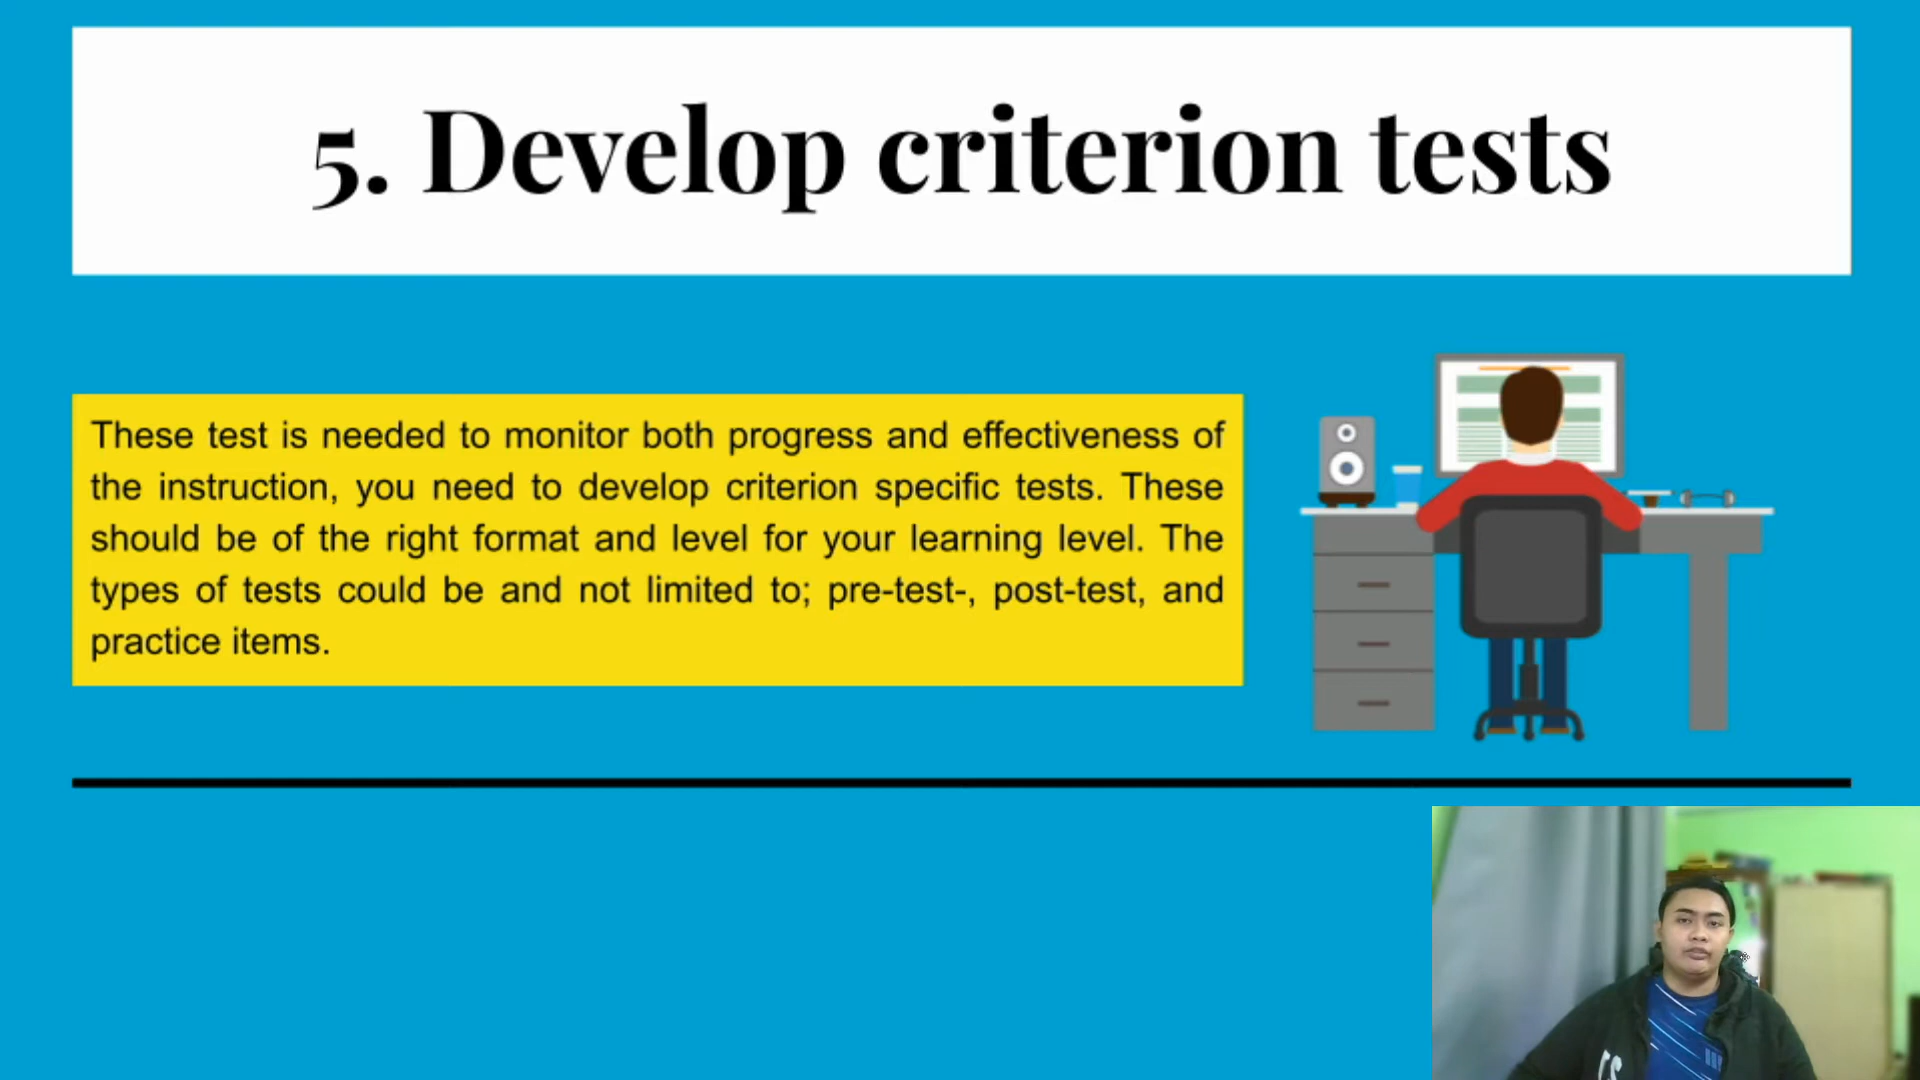 5. Develop criterion tests
These test is needed to monitor both progress and effectiveness of
the instruction, you need to develop criterion specific tests. These
should be of the right format and level for your learning level. The
types of tests could be and not limited to; pre-test-, post-test, and
practice items.